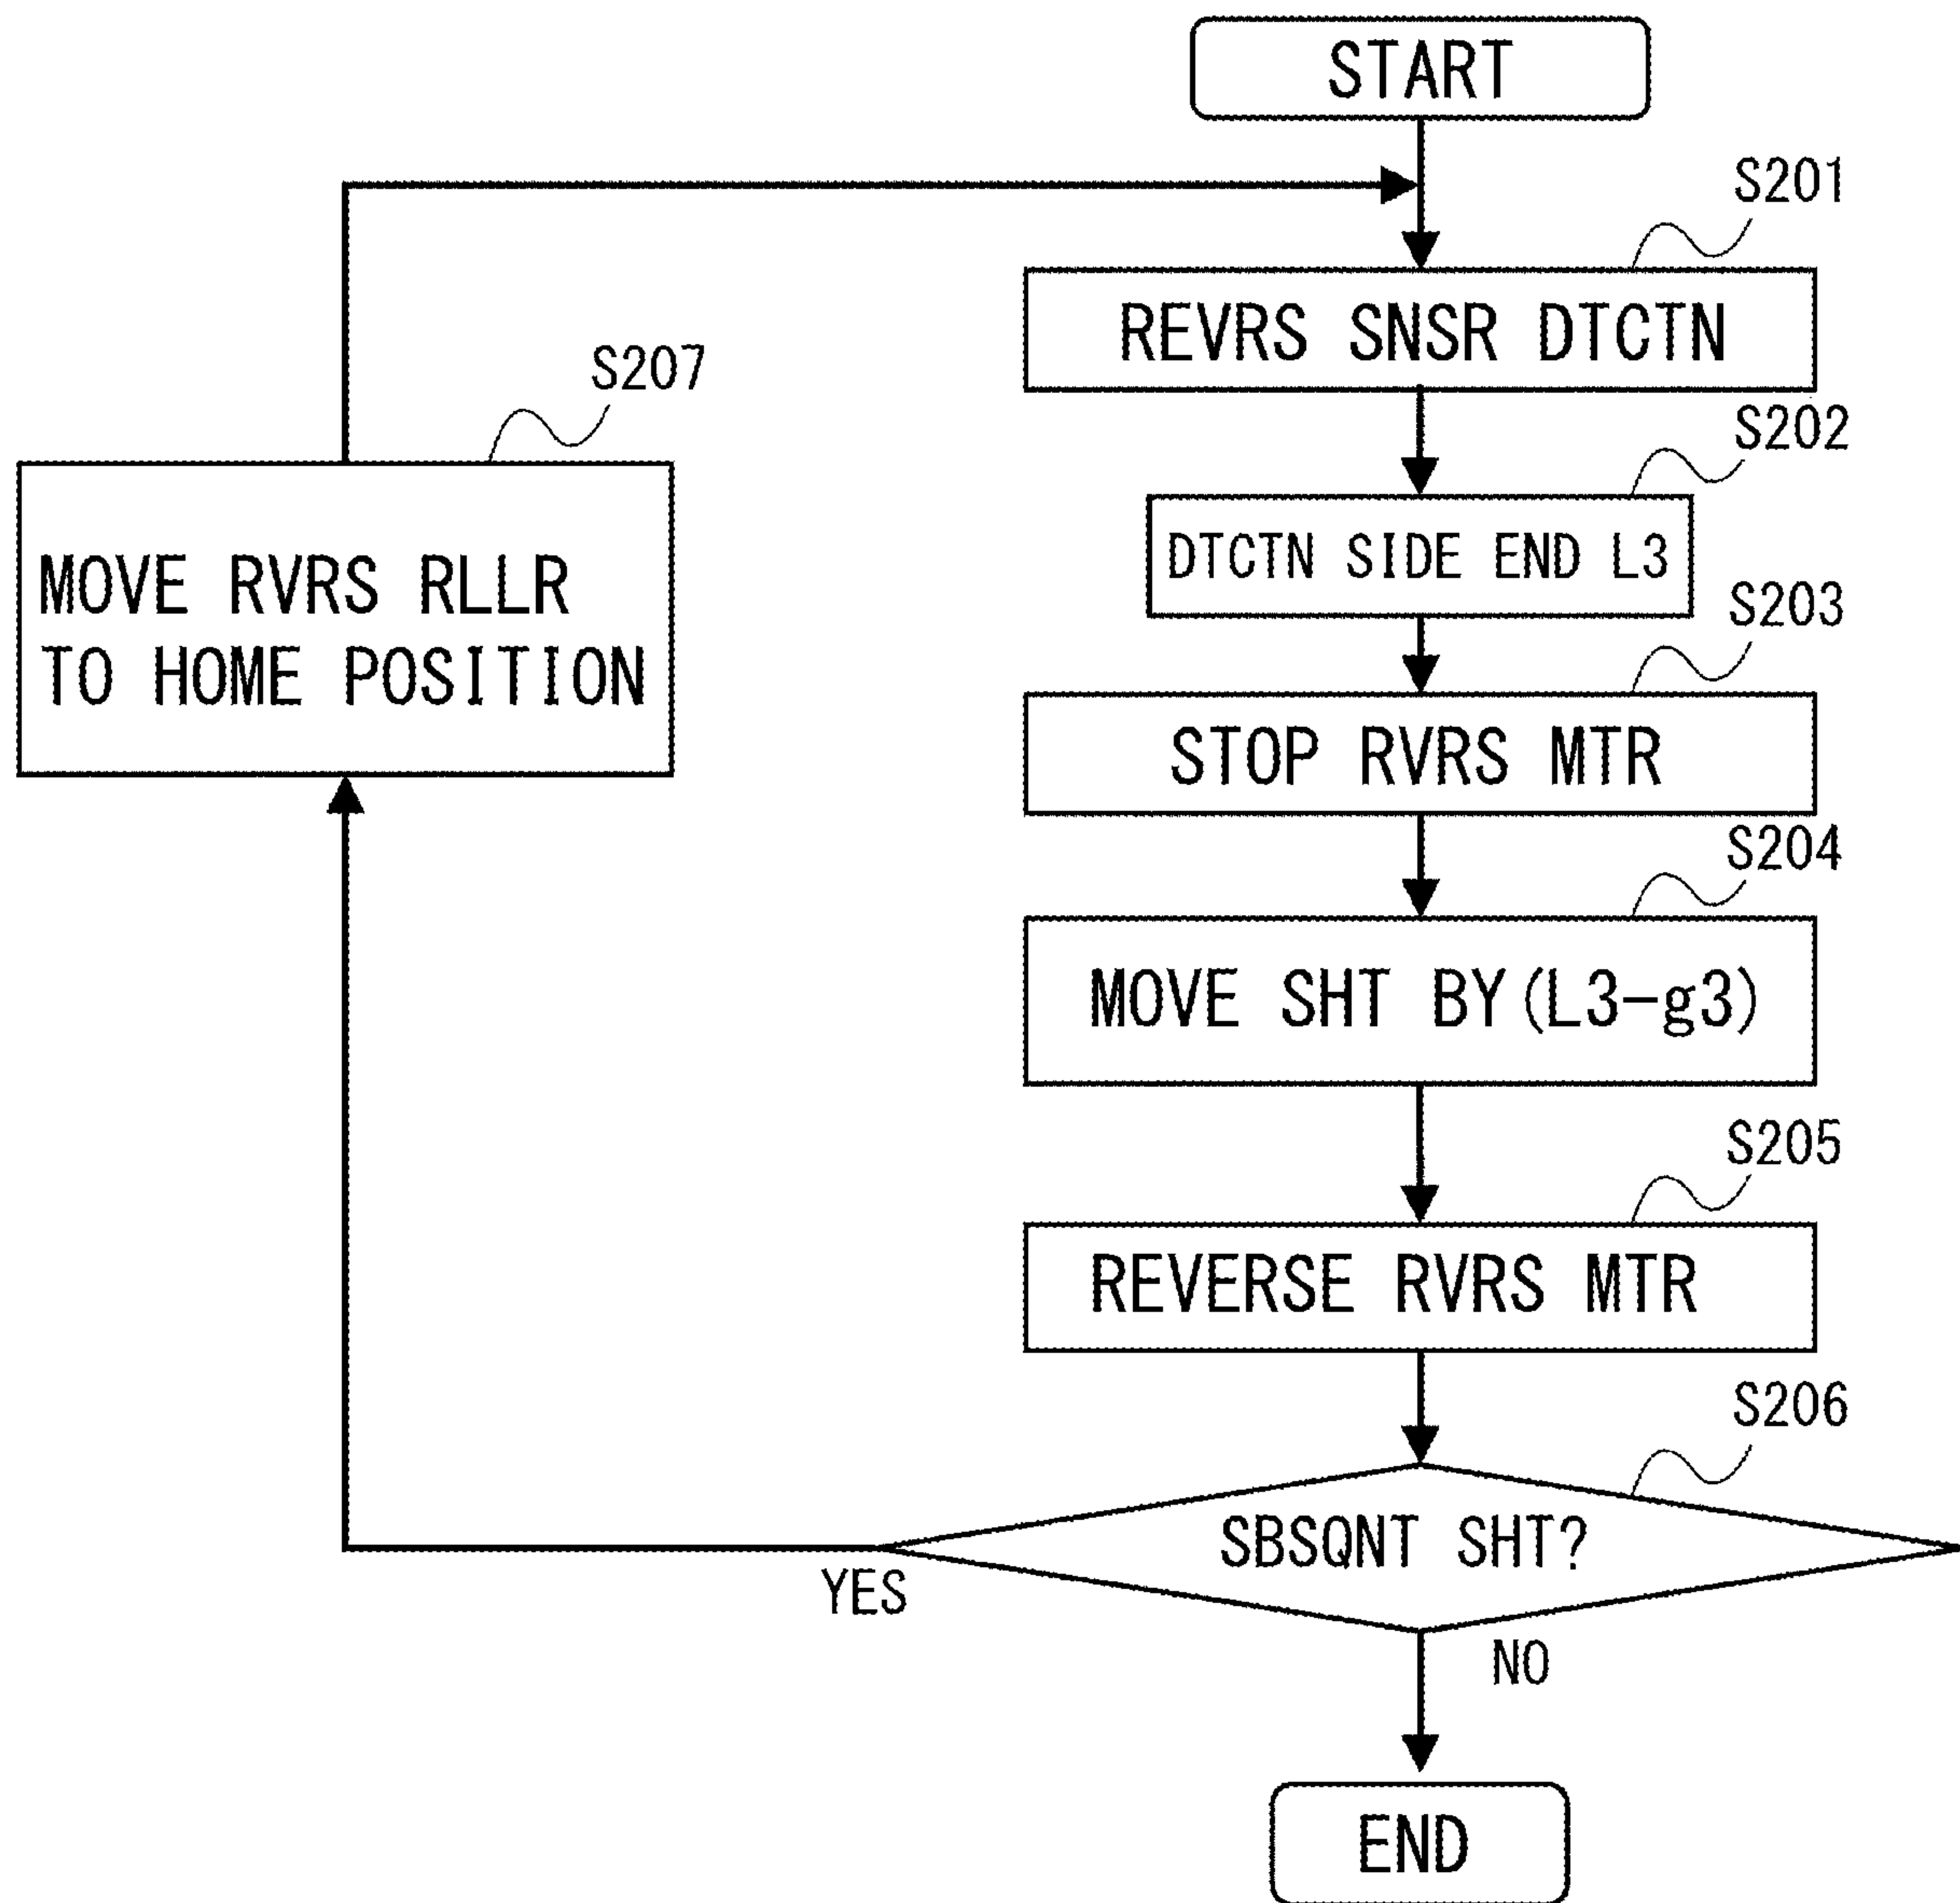 START
S201
REVRS SNSR DTCTN
S202
DTCTN SIDE END L3
S203
STOP RVRS MTR
S204
MOVE SHT BY(L3-g3)
S205
REVERSE RVRS MTR
S206
SBSQNT SHT?
YES
NO
END
S207
MOVE RVRS RLLR
TO HOME POSITION